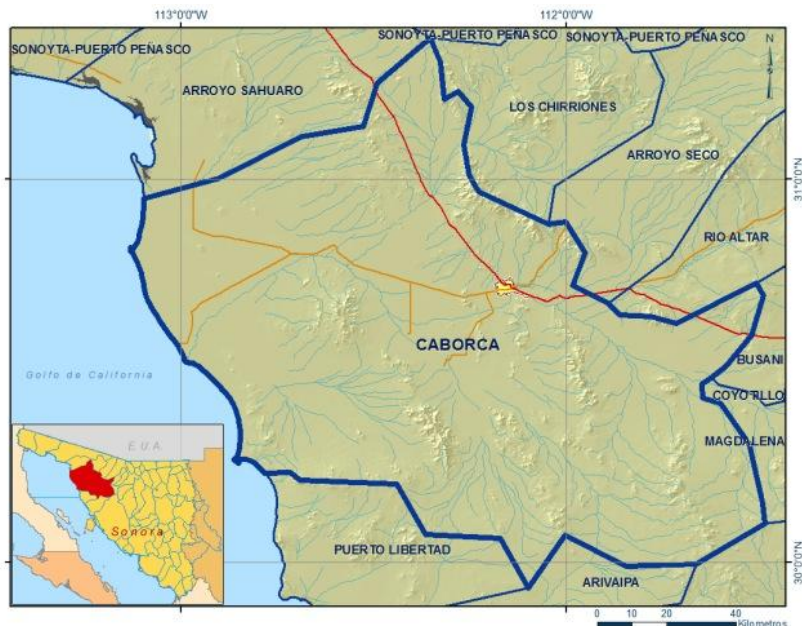 113°0'0"W
112°0'0"W
SONOYTA-PUERTO PEÑASCO
SONOYTA-PUERTO PEÑASCO
SONOYTA-PUERTO PEÑASCO
ARROYO SAHUARO
LOS CHIRRIONES
ARROYO SECO
31°0'0"N
RIO ALTAR
CABORCA
BUSANI
Golfo de California
COYOTILLO
MAGDALENA
E.U.A.
Sonora
PUERTO LIBERTAD
30°0'0"N
ARIVAIPA
0 10 20 40
Kilometros